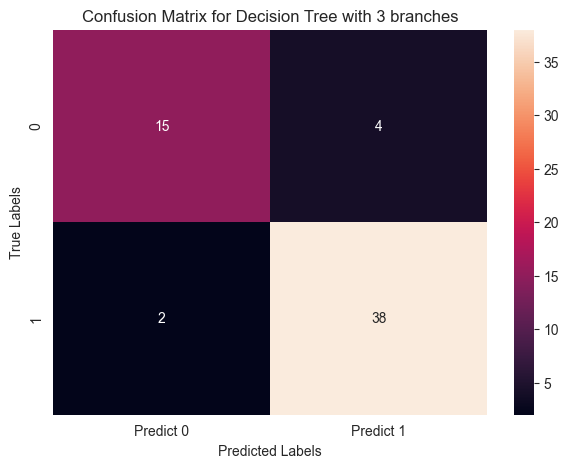 Confusion Matrix for Decision Tree with 3 branches
True Labels
0
15
4
1
2
38
Predict 0
Predict 1
Predicted Labels
35
30
25
20
15
10
5